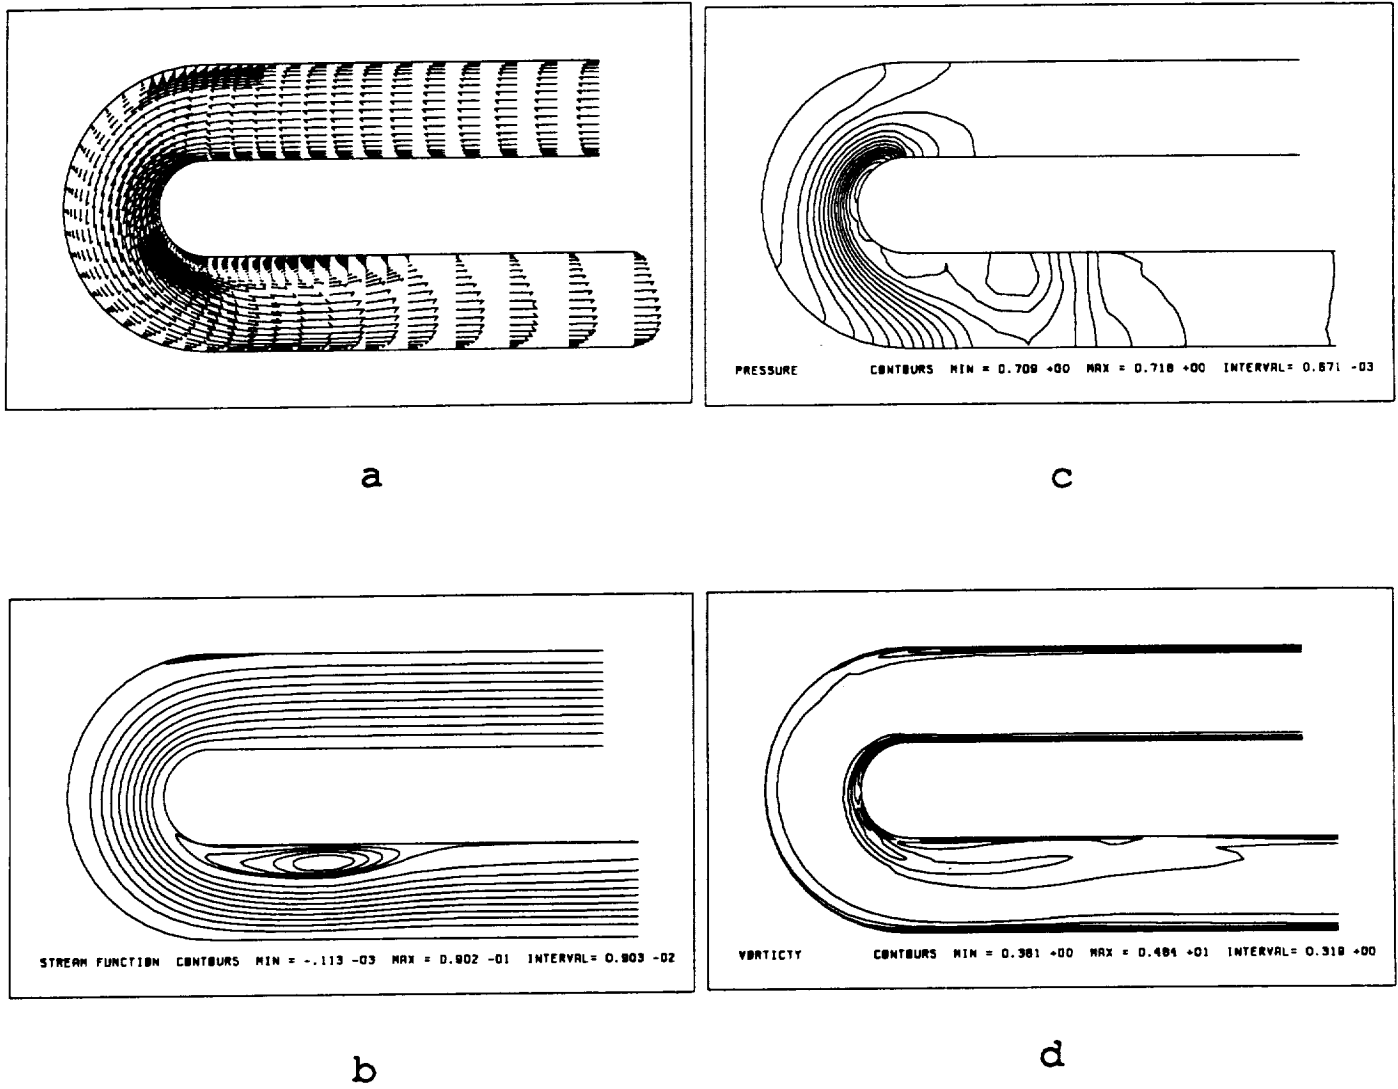 PRESSURE CONTOURS MIN = 0.709 +00 MAX = 0.718 +00 INTERVAL= 0.671 -03
a
c
STREAM FUNCTION CONTOURS MIN = -.113 -03 MAX = 0.902 -01 INTERVAL= 0.903 -02
VORTICTY CONTOURS MIN = 0.361 +00 MAX = 0.484 +01 INTERVAL= 0.319 +00
b
d